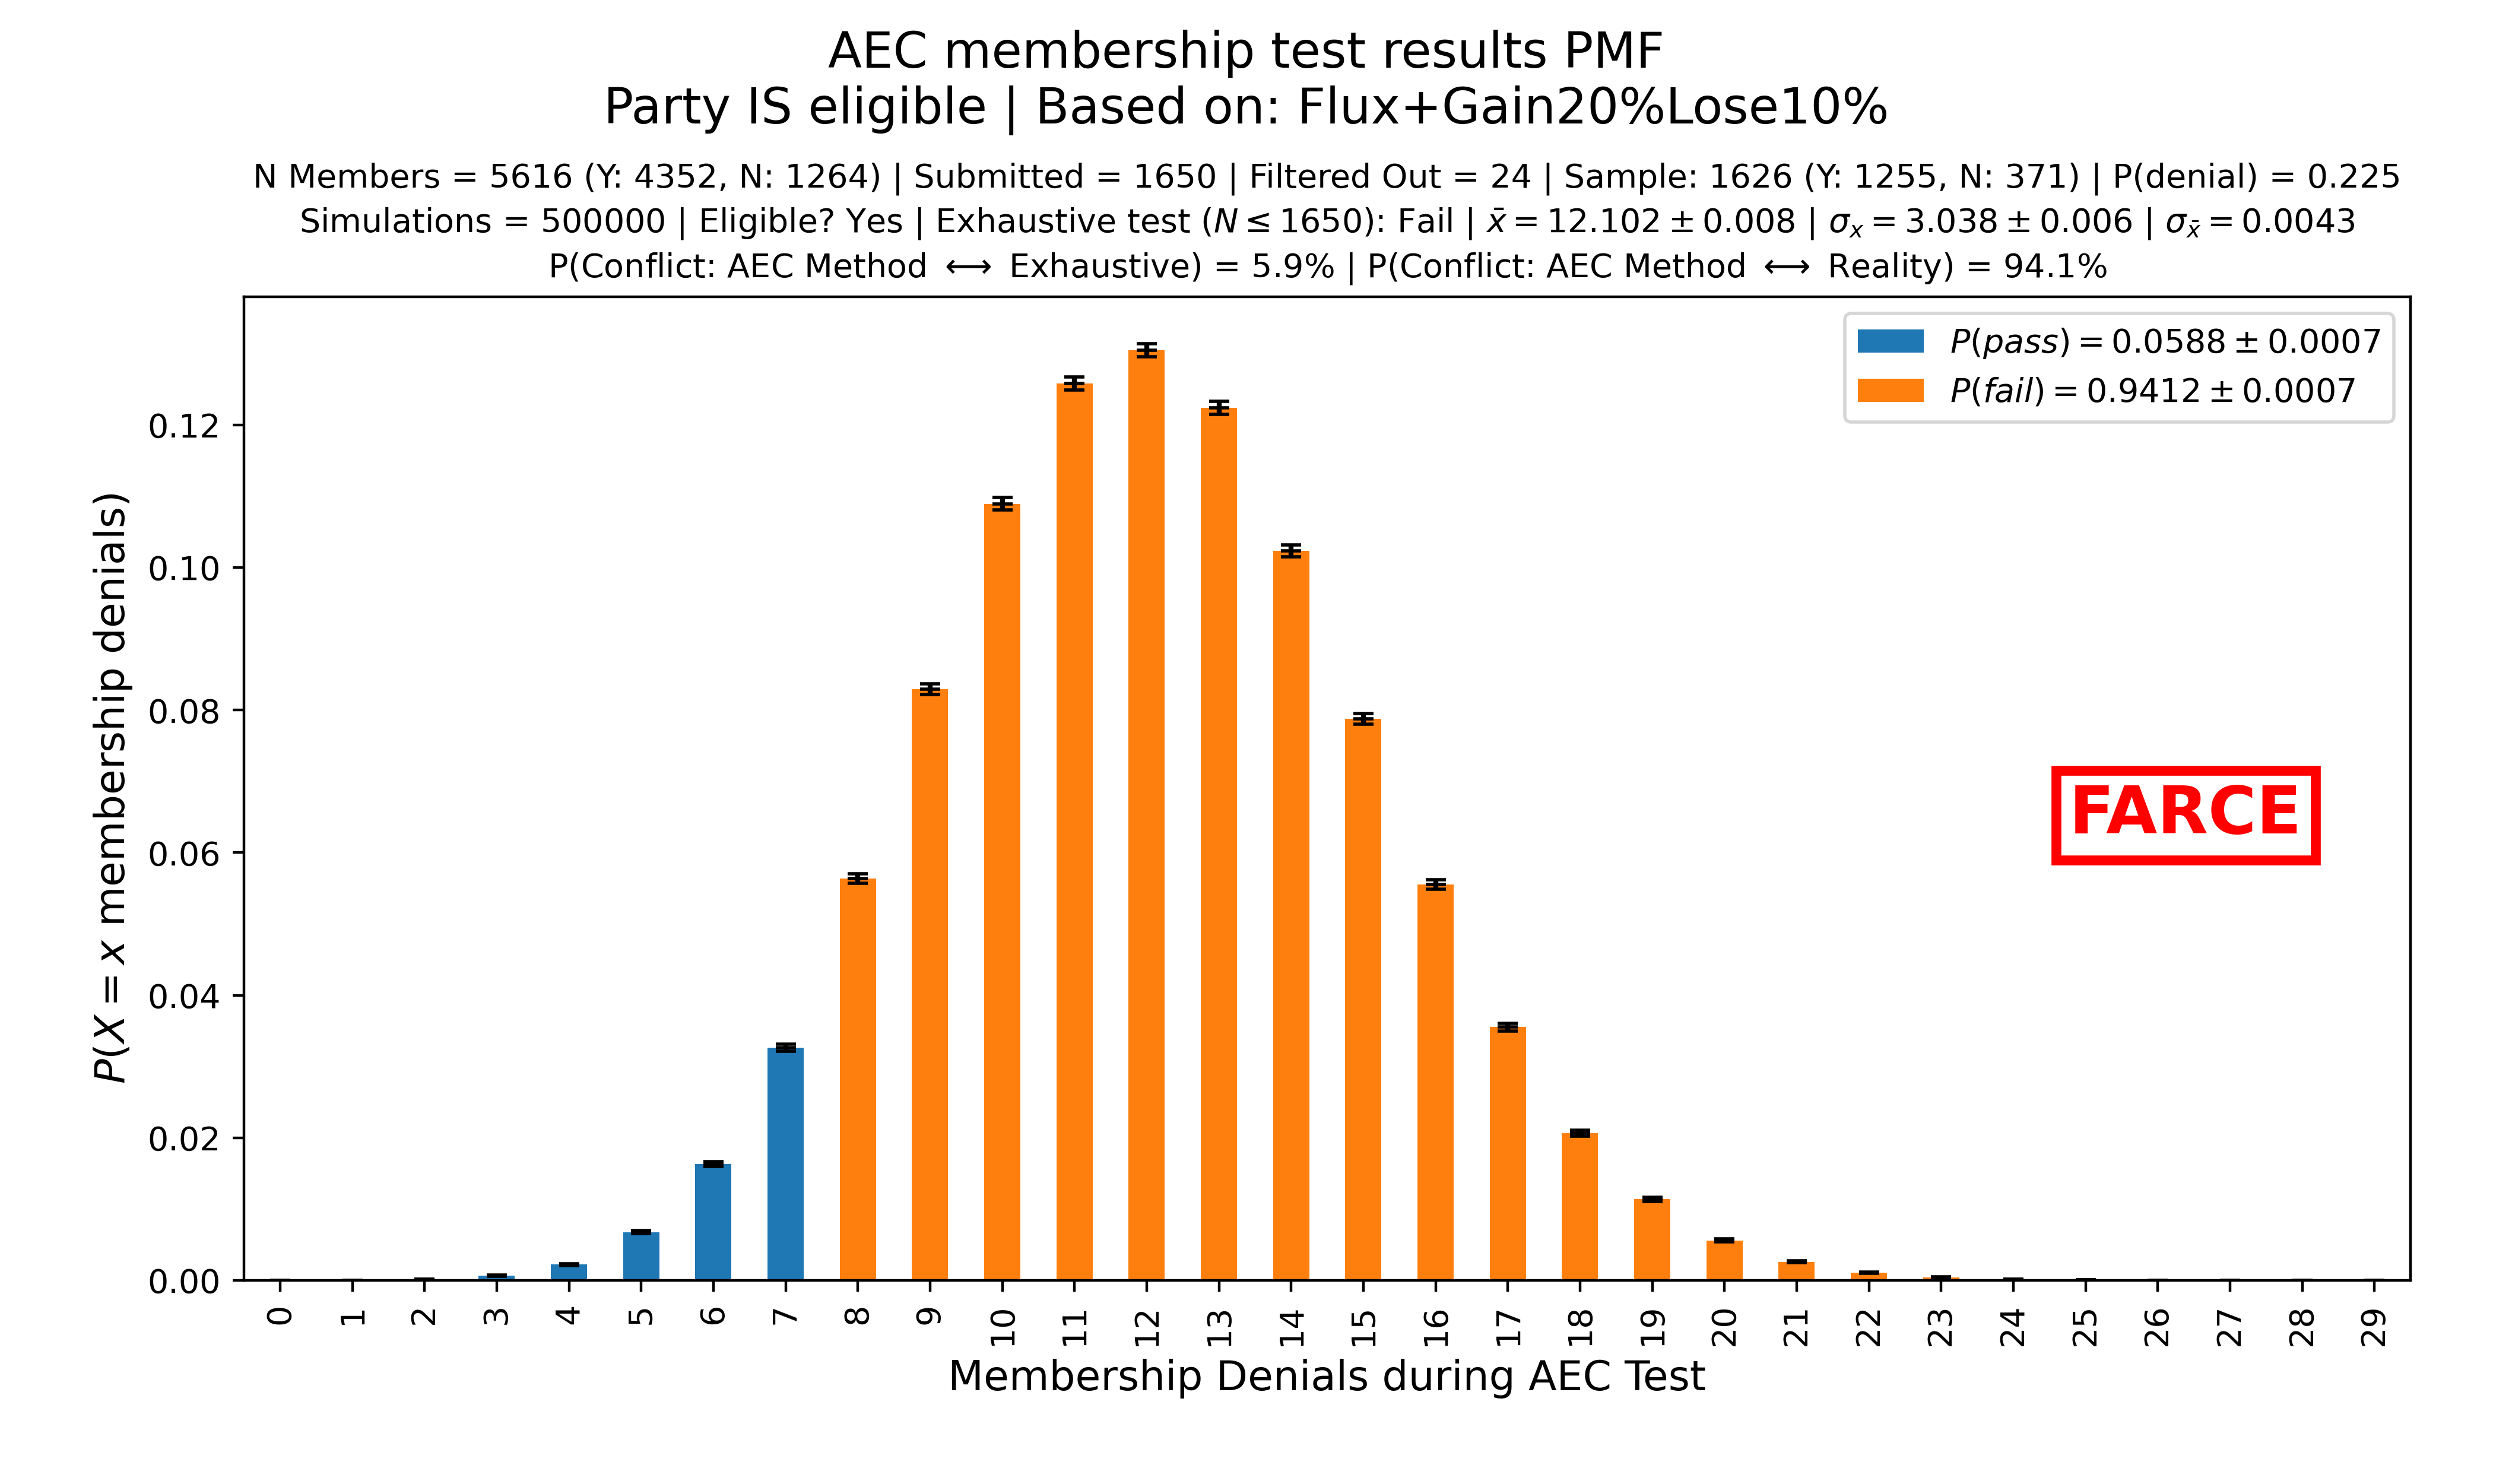 AEC membership test results PMF
Party IS eligible | Based on: Flux+Gain20%Lose10%
N Members = 5616 (Y: 4352, N: 1264) | Submitted = 1650 | Filtered Out = 24 | Sample: 1626 (Y: 1255, N: 371) | P(denial) = 0.225
Simulations = 500000 | Eligible? Yes | Exhaustive test (N ≤ 1650): Fail | x̄ = 12.102 ± 0.008 | σₓ = 3.038 ± 0.006 | σ_x̄ = 0.0043
P(Conflict: AEC Method ⟷ Exhaustive) = 5.9% | P(Conflict: AEC Method ⟷ Reality) = 94.1%
P(pass) = 0.0588 ± 0.0007
P(fail) = 0.9412 ± 0.0007
FARCE
P(X = x membership denials)
0.12
0.10
0.08
0.06
0.04
0.02
0.00
0 1 2 3 4 5 6 7 8 9 10 11 12 13 14 15 16 17 18 19 20 21 22 23 24 25 26 27 28 29
Membership Denials during AEC Test